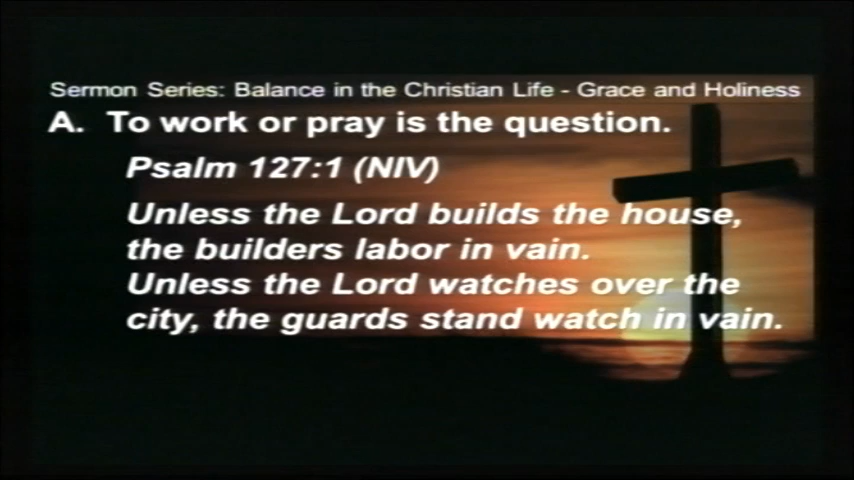 Sermon Series: Balance in the Christian Life - Grace and Holiness
A. To work or pray is the question.
Psalm 127:1 (NIV)
Unless the Lord builds the house,
the builders labor in vain.
Unless the Lord watches over the
city, the guards stand watch in vain.